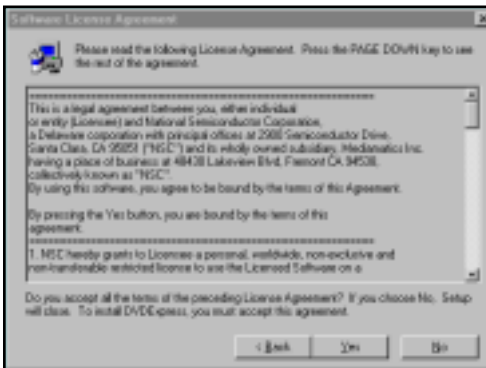 Software License Agreement
Please read the following License Agreement. Press the PAGE DOWN key to see
the rest of the agreement.
==================================================
This is a legal agreement between you, either individual
or entity (Licensee) and National Semiconductor Corporation,
a Delaware corporation with principal offices at 2900 Semiconductor Drive,
Santa Clara, CA 95051 ("NSC") and its wholly owned subsidiary, Mediamatics Inc.
having a place of business at 48430 Lakeview Blvd, Fremont CA 94538,
collectively known as "NSC".
By using this software, you agree to be bound by the terms of this Agreement.
By pressing the Yes button, you are bound by the terms of this
agreement.
==================================================
1. NSC hereby grants to Licensee a personal, worldwide, non-exclusive and
non-transferable restricted license to use the Licensed Software on a
Do you accept all the terms of the preceding License Agreement? If you choose No, Setup
will close. To install DVDExpress, you must accept this agreement.
< Back
Yes
No